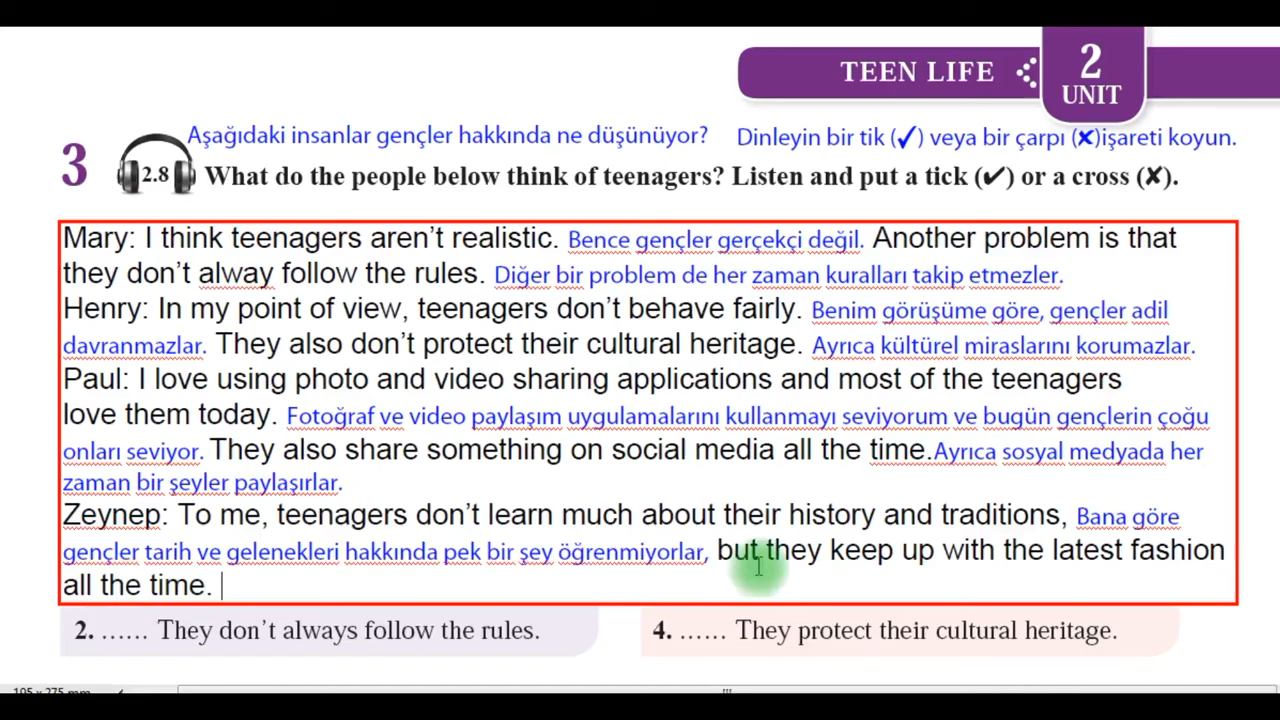 TEEN LIFE
2
UNIT
Aşağıdaki insanlar gençler hakkında ne düşünüyor? Dinleyin bir tik (✓) veya bir çarpı (✘)işareti koyun.
3 2.8 What do the people below think of teenagers? Listen and put a tick (✔) or a cross (✘).
Mary: I think teenagers aren't realistic. Bence gençler gerçekçi değil. Another problem is that
they don't alway follow the rules. Diğer bir problem de her zaman kuralları takip etmezler.
Henry: In my point of view, teenagers don't behave fairly. Benim görüşüme göre, gençler adil
davranmazlar. They also don't protect their cultural heritage. Ayrıca kültürel miraslarını korumazlar.
Paul: I love using photo and video sharing applications and most of the teenagers
love them today. Fotoğraf ve video paylaşım uygulamalarını kullanmayı seviyorum ve bugün gençlerin çoğu
onları seviyor. They also share something on social media all the time.Ayrıca sosyal medyada her
zaman bir şeyler paylaşırlar.
Zeynep: To me, teenagers don't learn much about their history and traditions, Bana göre
gençler tarih ve gelenekleri hakkında pek bir şey öğrenmiyorlar, but they keep up with the latest fashion
all the time.
2. ...... They don't always follow the rules. 4. ...... They protect their cultural heritage.